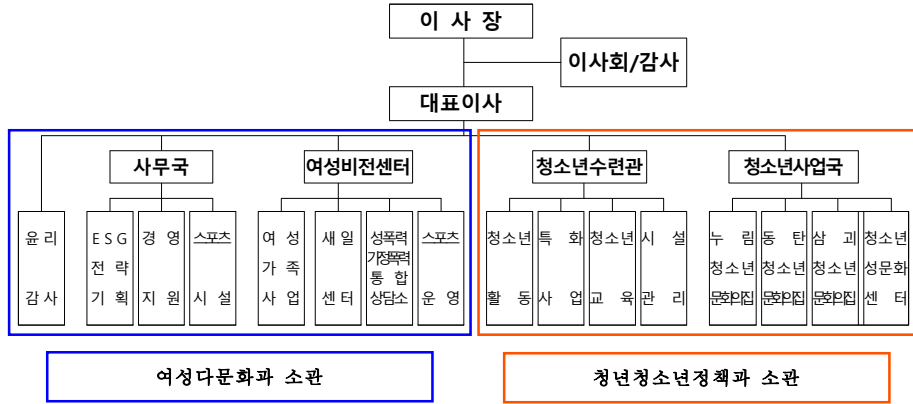 이 사 장
이사회/감사
대표이사
사무국
여성비전센터
청소년수련관
청소년사업국
윤 리
감 사
E S G
전 략
기 획
경 영
지 원
스포츠
시 설
여 성
가 족
사 업
새 일
센 터
성폭력
가정폭력
통 합
상담소
스포츠
운 영
청소년
활 동
특 화
사 업
청소년
교 육
시 설
관 리
누 림
청소년
문화의집
동 탄
청소년
문화의집
삼 괴
청소년
문화의집
청소년
성문화
센 터
여성다문화과 소관
청년청소년정책과 소관